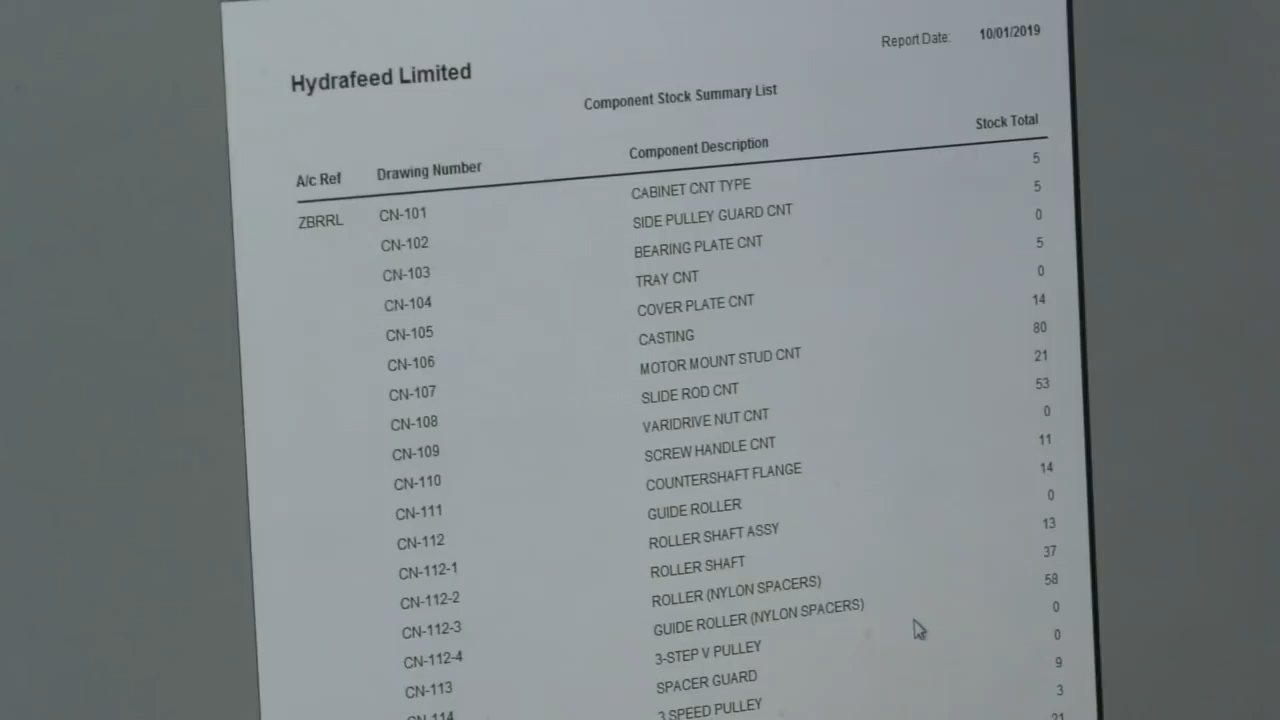 Report Date: 10/01/2019
Hydrafeed Limited
Component Stock Summary List
A/c Ref Drawing Number Component Description Stock Total
ZBRRL CN-101 CABINET CNT TYPE 5
CN-102 SIDE PULLEY GUARD CNT 5
CN-103 BEARING PLATE CNT 0
CN-104 TRAY CNT 5
CN-105 COVER PLATE CNT 0
CN-106 CASTING 14
CN-107 MOTOR MOUNT STUD CNT 80
CN-108 SLIDE ROD CNT 21
CN-109 VARIDRIVE NUT CNT 53
CN-110 SCREW HANDLE CNT 0
CN-111 COUNTERSHAFT FLANGE 11
CN-112 GUIDE ROLLER 14
CN-112-1 ROLLER SHAFT ASSY 0
CN-112-2 ROLLER SHAFT 13
CN-112-3 ROLLER (NYLON SPACERS) 37
CN-112-4 GUIDE ROLLER (NYLON SPACERS) 58
CN-113 3-STEP V PULLEY 0
CN-114 SPACER GUARD 0
3 SPEED PULLEY 9
3
21